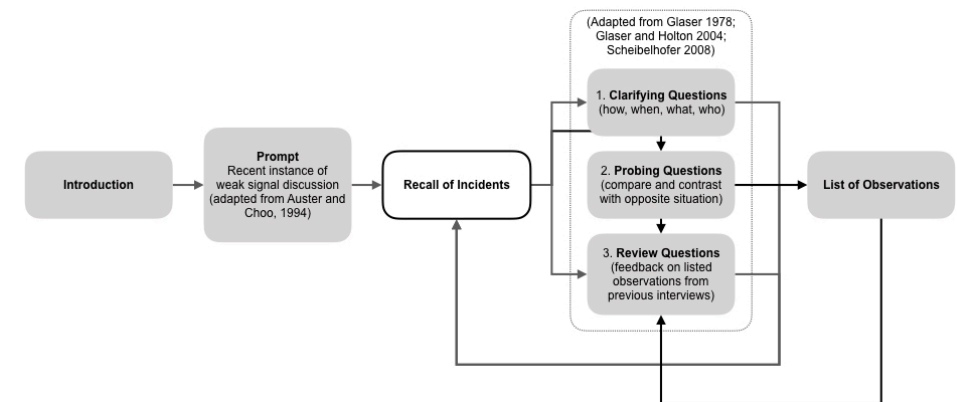 (Adapted from Glaser 1978;
Glaser and Holton 2004;
Scheibelhofer 2008)
Introduction
Prompt
Recent instance of
weak signal discussion
(adapted from Auster and
Choo, 1994)
Recall of Incidents
1. Clarifying Questions
(how, when, what, who)
2. Probing Questions
(compare and contrast
with opposite situation)
3. Review Questions
(feedback on listed
observations from
previous interviews)
List of Observations